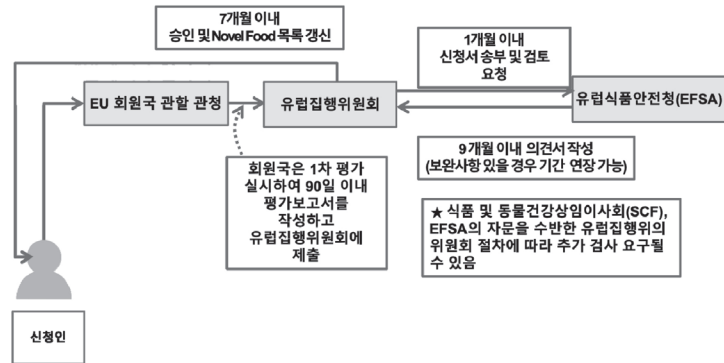 7개월 이내
승인 및 Novel Food 목록 갱신
1개월 이내
신청서 송부 및 검토
요청
EU 회원국 관할 관청
유럽집행위원회
유럽식품안전청(EFSA)
9개월 이내 의견서 작성
(보완사항 있을 경우 기간 연장 가능)
회원국은 1차 평가
실시하여 90일 이내
평가보고서를
작성하고
유럽집행위원회에
제출
★ 식품 및 동물건강상임이사회(SCF),
EFSA의 자문을 수반한 유럽집행위의
위원회 절차에 따라 추가 검사 요구될
수 있음
신청인